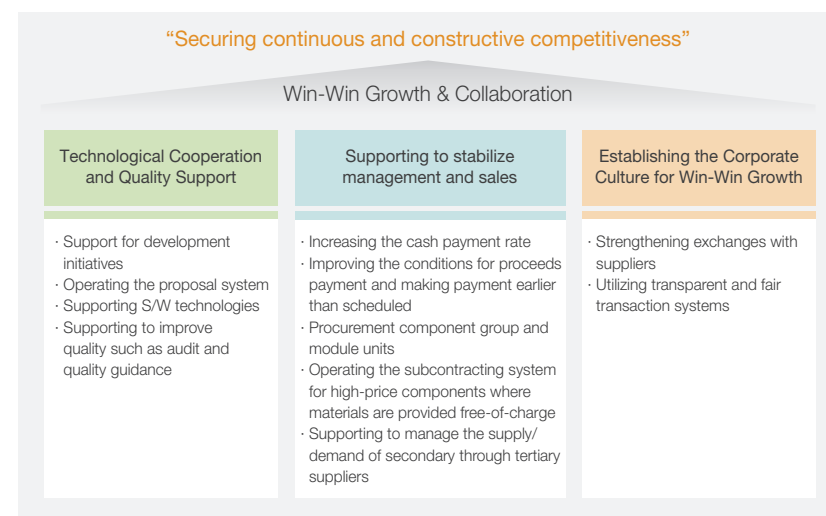 “Securing continuous and constructive competitiveness”
Win-Win Growth & Collaboration
Technological Cooperation
and Quality Support
· Support for development
initiatives
· Operating the proposal system
· Supporting S/W technologies
· Supporting to improve
quality such as audit and
quality guidance
Supporting to stabilize
management and sales
· Increasing the cash payment rate
· Improving the conditions for proceeds
payment and making payment earlier
than scheduled
· Procurement component group and
module units
· Operating the subcontracting system
for high-price components where
materials are provided free-of-charge
· Supporting to manage the supply/
demand of secondary through tertiary
suppliers
Establishing the Corporate
Culture for Win-Win Growth
· Strengthening exchanges with
suppliers
· Utilizing transparent and fair
transaction systems